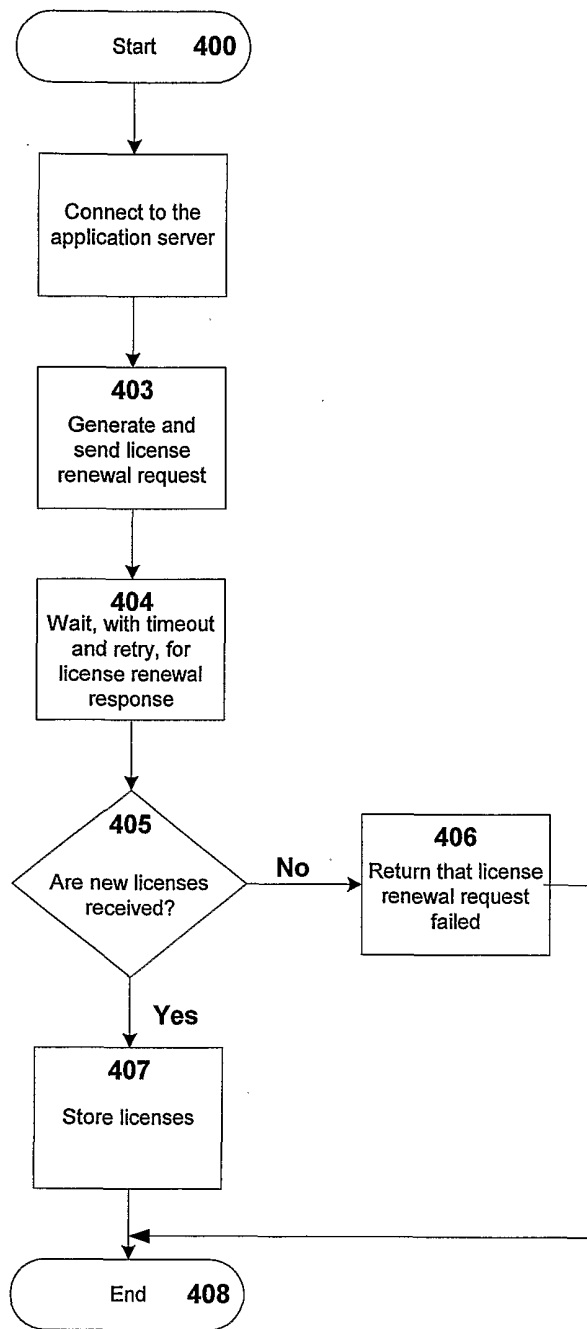 Start 400
Connect to the
application server
403
Generate and
send license
renewal request
404
Wait, with timeout
and retry, for
license renewal
response
405
Are new licenses
received?
No
406
Return that license
renewal request
failed
Yes
407
Store licenses
End 408